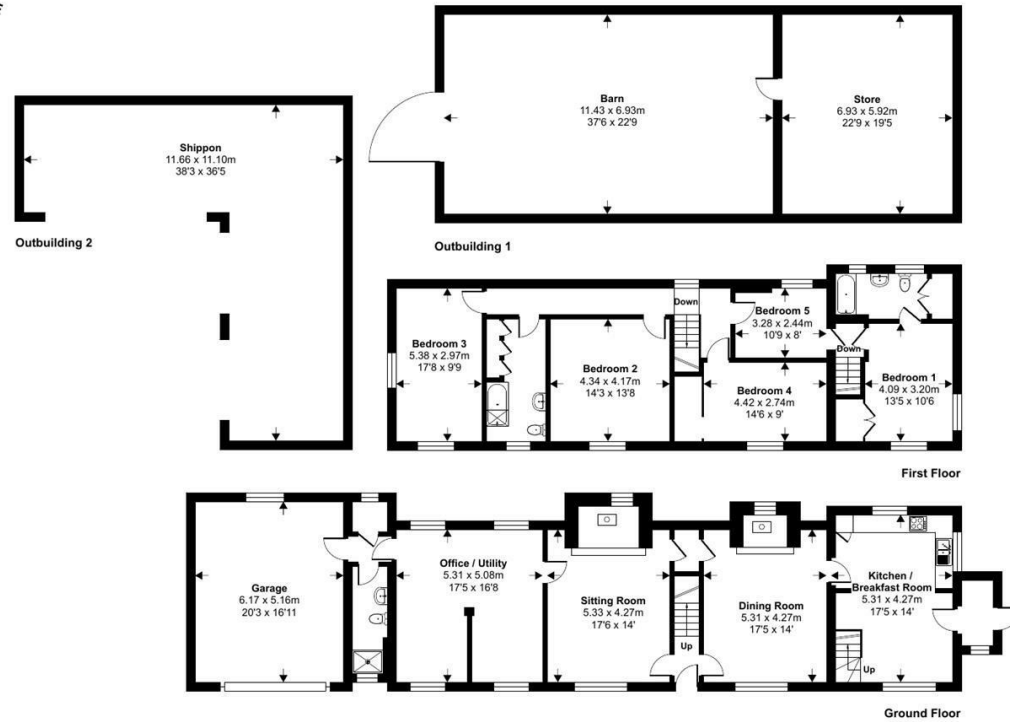 Barn
11.43 x 6.93m
37'6 x 22'9
Store
6.93 x 5.92m
22'9 x 19'5
Shippon
11.66 x 11.10m
38'3 x 36'5
Outbuilding 2
Outbuilding 1
Bedroom 3
5.38 x 2.97m
17'8 x 9'9
Bedroom 2
4.34 x 4.17m
14'3 x 13'8
Down
Bedroom 5
3.28 x 2.44m
10'9 x 8'
Bedroom 4
4.42 x 2.74m
14'6 x 9'
Down
Bedroom 1
4.09 x 3.20m
13'5 x 10'6
First Floor
Garage
6.17 x 5.16m
20'3 x 16'11
Office / Utility
5.31 x 5.08m
17'5 x 16'8
Sitting Room
5.33 x 4.27m
17'6 x 14'
Up
Dining Room
5.31 x 4.27m
17'5 x 14'
Kitchen /
Breakfast Room
5.31 x 4.27m
17'5 x 14'
Up
Ground Floor